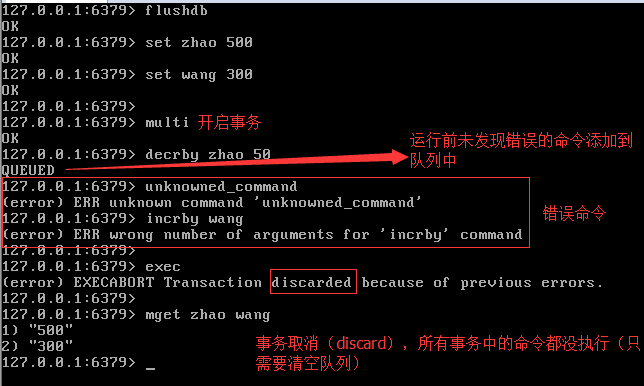 127.0.0.1:6379> flushdb
OK
127.0.0.1:6379> set zhao 500
OK
127.0.0.1:6379> set wang 300
OK
127.0.0.1:6379>
127.0.0.1:6379> multi 开启事务
OK
127.0.0.1:6379> decrby zhao 50
运行前未发现错误的命令添加到
队列中
QUEUED
127.0.0.1:6379> unknowned_command
(error) ERR unknown command 'unknowned_command'
127.0.0.1:6379> incrby wang
错误命令
(error) ERR wrong number of arguments for 'incrby' command
127.0.0.1:6379>
127.0.0.1:6379> exec
(error) EXECABORT Transaction discarded because of previous errors.
127.0.0.1:6379>
127.0.0.1:6379> mget zhao wang
1) "500"
2) "300"
事务取消（discard），所有事务中的命令都没执行（只
需要清空队列）
127.0.0.1:6379> _